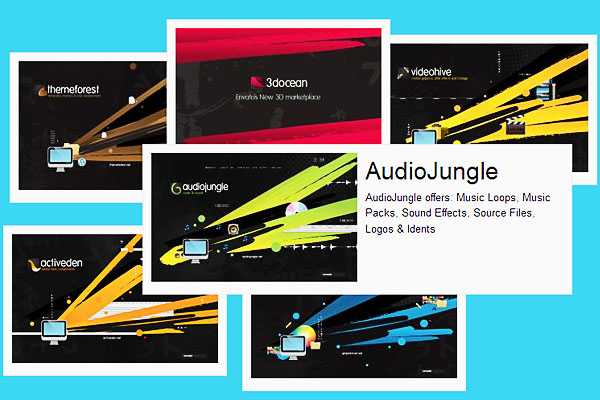 themeforest
3docean
Envato's New 3D marketplace
videohive
audiojungle
AudioJungle
AudioJungle offers: Music Loops, Music
Packs, Sound Effects, Source Files,
Logos & Idents
activeden